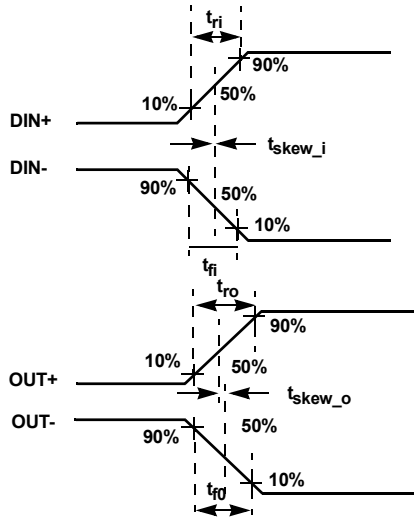 t_ri
90%
10%
50%
DIN+
t_skew_i
DIN-
90%
50%
10%
t_fi
t_ro
90%
10%
50%
OUT+
t_skew_o
OUT-
90%
50%
10%
t_f0